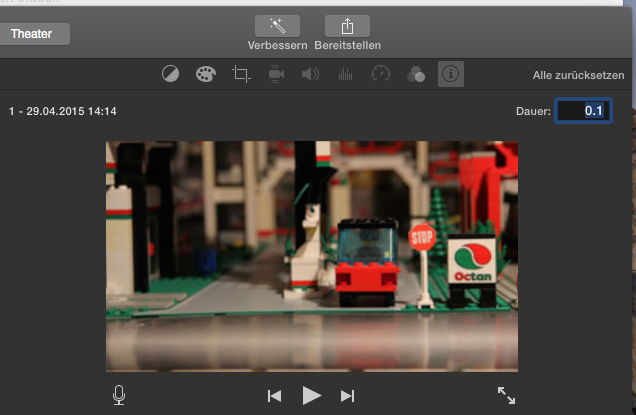 Theater
Verbessern
Bereitstellen
Alle zurücksetzen
1 - 29.04.2015 14:14
Dauer:
0.1
STOP
Octan